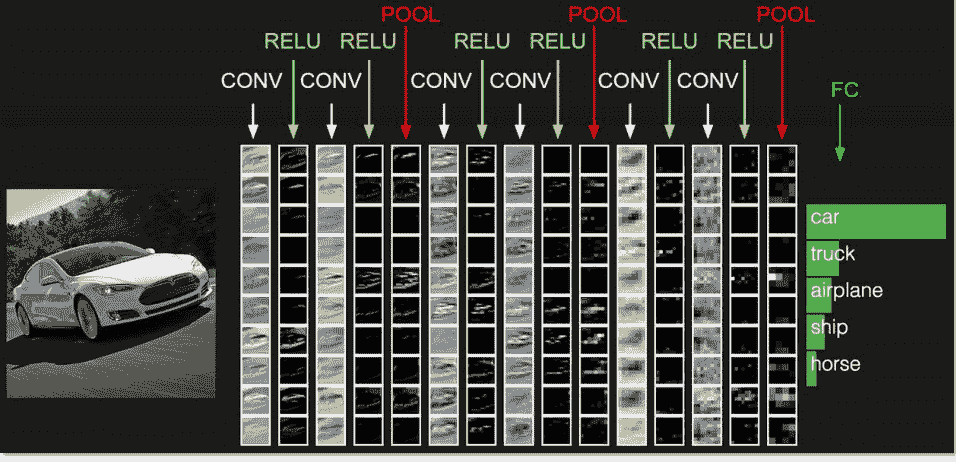 POOL POOL POOL
RELU RELU RELU RELU RELU RELU
CONV CONV CONV CONV CONV CONV
FC
car
truck
airplane
ship
horse